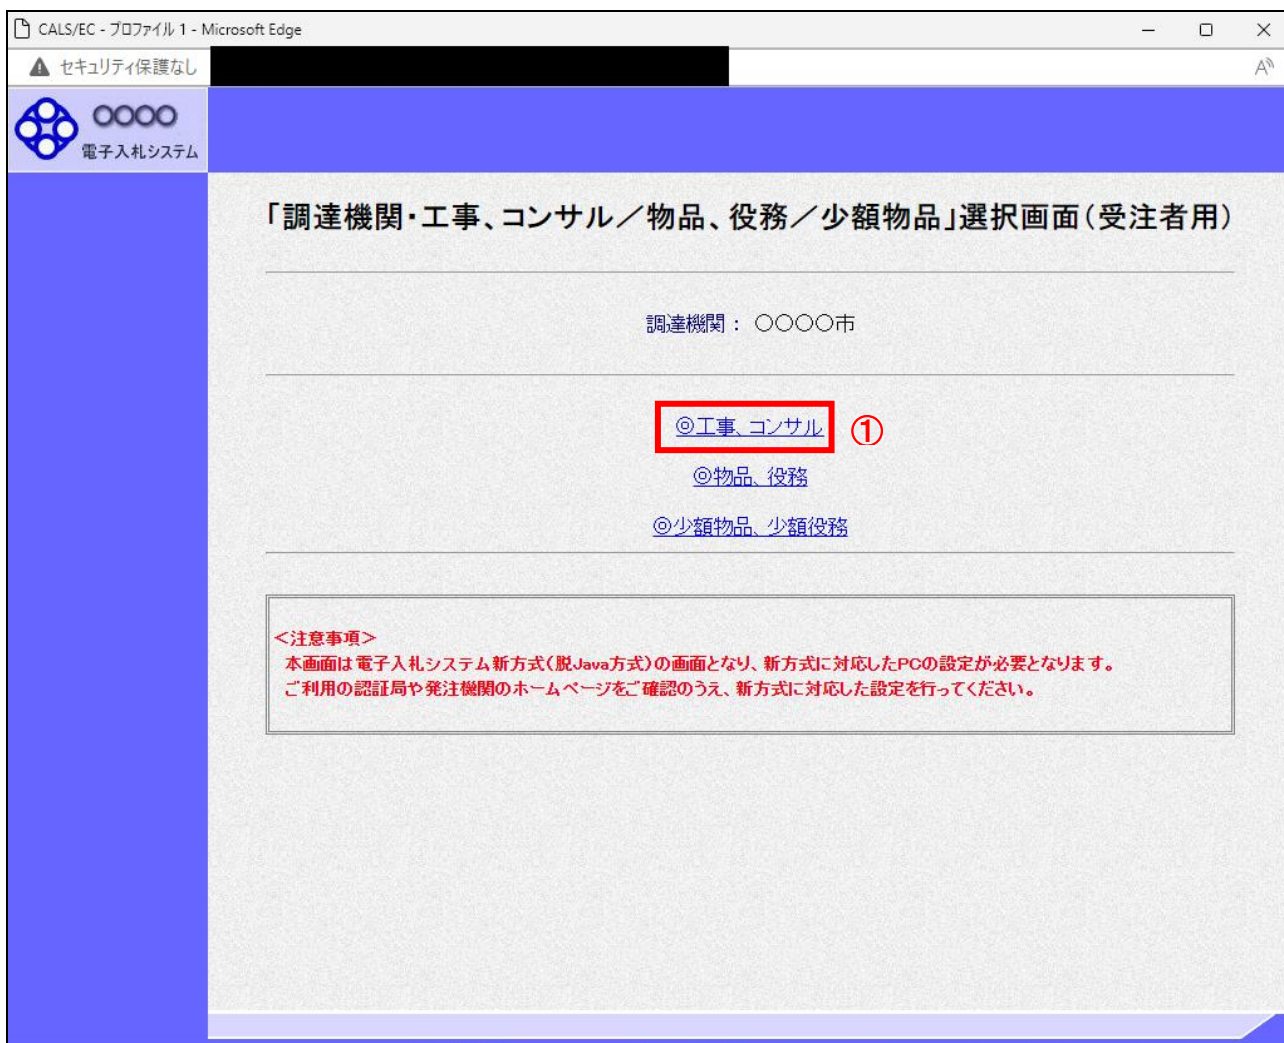 CALS/EC - プロファイル 1 - Microsoft Edge
セキュリティ保護なし
〇〇〇〇
電子入札システム
「調達機関・工事、コンサル／物品、役務／少額物品」選択画面（受注者用）
調達機関： 〇〇〇〇市
◎工事、コンサル ①
◎物品、役務
◎少額物品、少額役務
＜注意事項＞
本画面は電子入札システム新方式（脱Java方式）の画面となり、新方式に対応したPCの設定が必要となります。
ご利用の認証局や発注機関のホームページをご確認のうえ、新方式に対応した設定を行ってください。